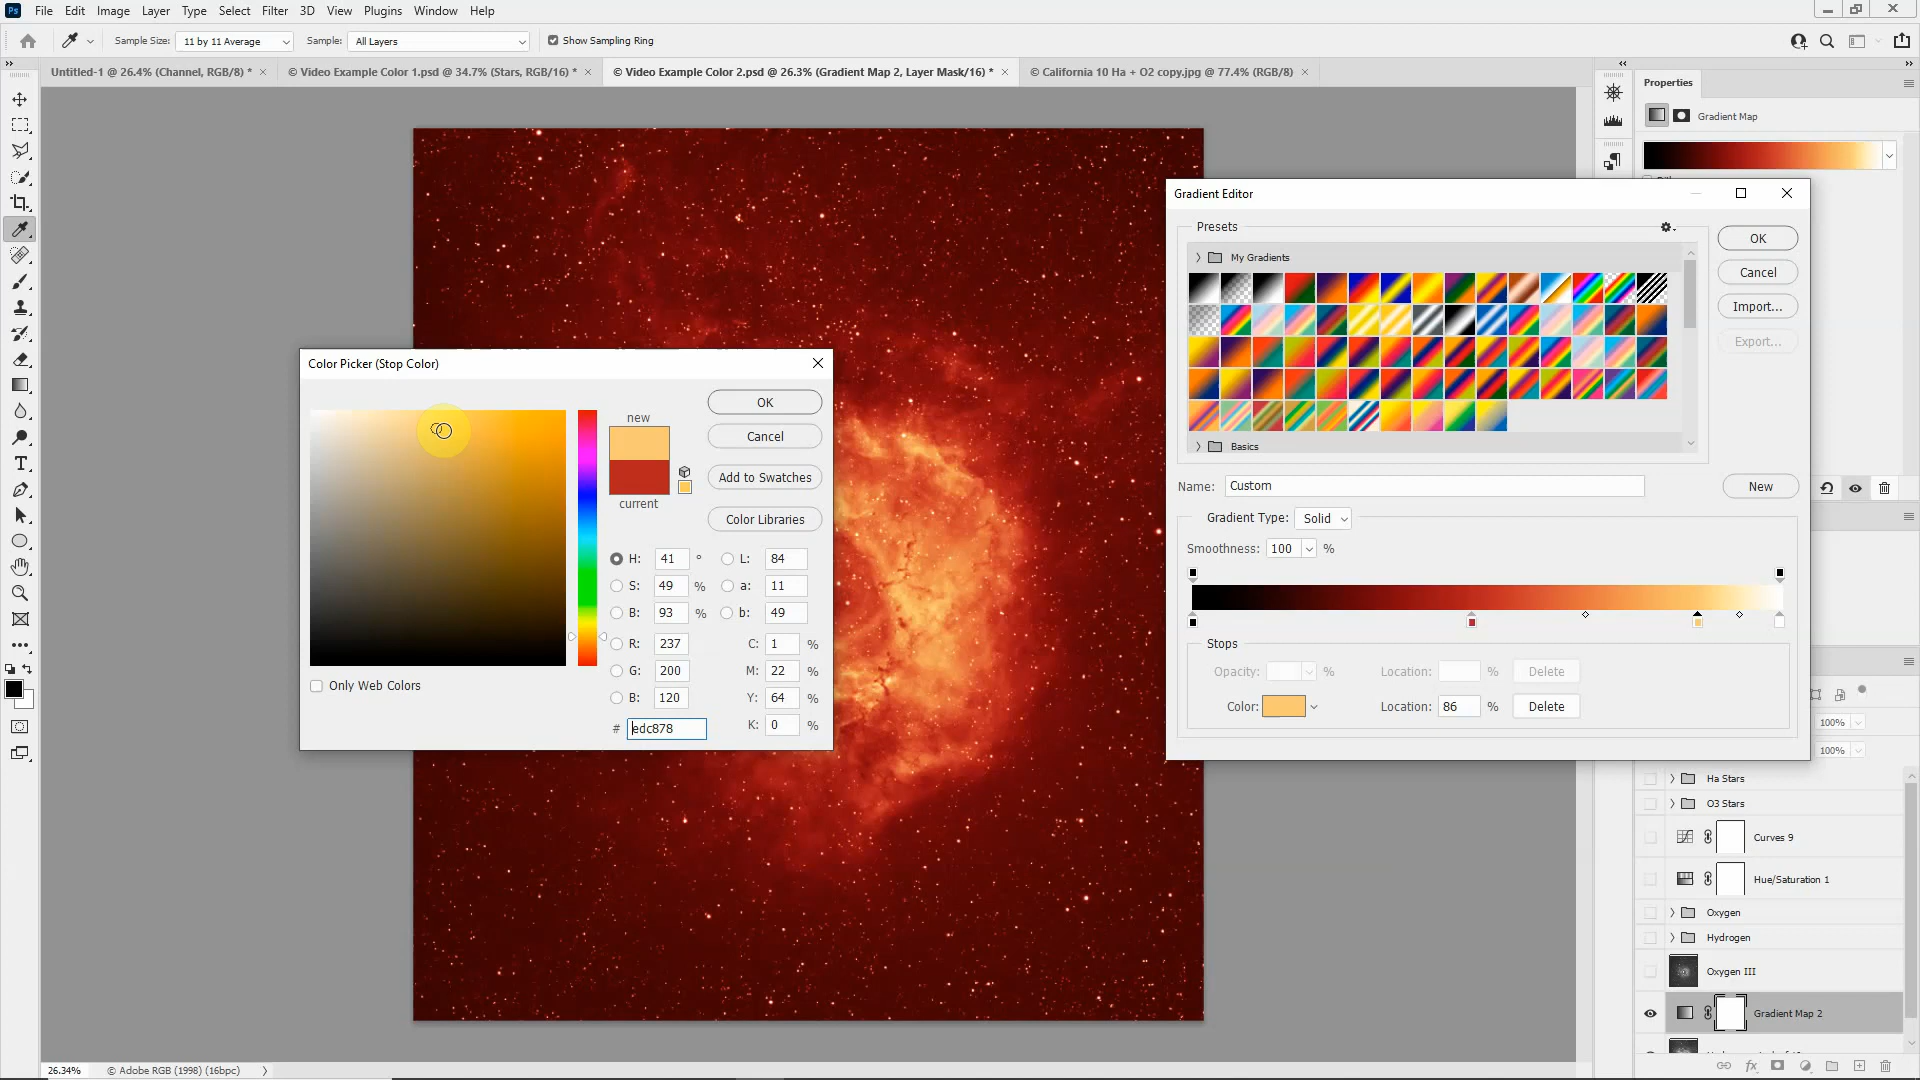 Ps File Edit Image Layer Type Select Filter 3D View Plugins Window Help
Sample Size: 11 by 11 Average Sample: All Layers Show Sampling Ring
Untitled-1 @ 26.4% (Channel, RGB/8) * × © Video Example Color 1.psd @ 34.7% (Stars, RGB/16) * × © Video Example Color 2.psd @ 26.3% (Gradient Map 2, Layer Mask/16) * × © California 10 Ha + O2 copy.jpg @ 77.4% (RGB/8) ×
Properties
Gradient Map
Gradient Editor
Presets
My Gradients
Basics
OK
Cancel
Import...
Export...
Name: Custom
New
Gradient Type: Solid
Smoothness: 100 %
Stops
Opacity: % Location: % Delete
Color: Location: 86 % Delete
Color Picker (Stop Color)
new
current
OK
Cancel
Add to Swatches
Color Libraries
H: 41 ° L: 84
S: 49 % a: 11
B: 93 % b: 49
R: 237 C: 1 %
G: 200 M: 22 %
B: 120 Y: 64 %
# edc878 K: 0 %
Only Web Colors
100%
100%
Ha Stars
O3 Stars
Curves 9
Hue/Saturation 1
Oxygen
Hydrogen
Oxygen III
Gradient Map 2
fx
26.34% © Adobe RGB (1998) (16bpc)